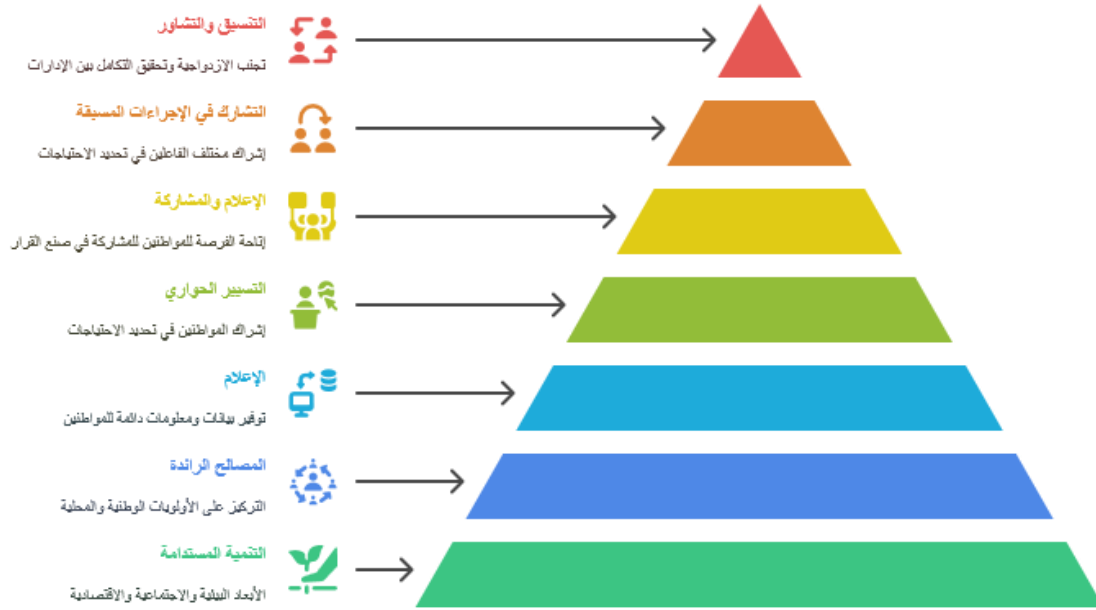 التنسيق والتشاور
تجنب الازدواجية وتحقيق التكامل بين الإدارات
التشارك في الإجراءات المسبقة
إشراك مختلف الفاعلين في تحديد الاحتياجات
الإعلام والمشاركة
إتاحة الفرصة للمواطنين للمشاركة في صنع القرار
التسيير الحواري
إشراك المواطنين في تحديد الاحتياجات
الإعلام
توفير بيانات ومعلومات دائمة للمواطنين
المصالح الرائدة
التركيز على الأولويات الوطنية والمحلية
التنمية المستدامة
الأبعاد البيئية والاجتماعية والاقتصادية